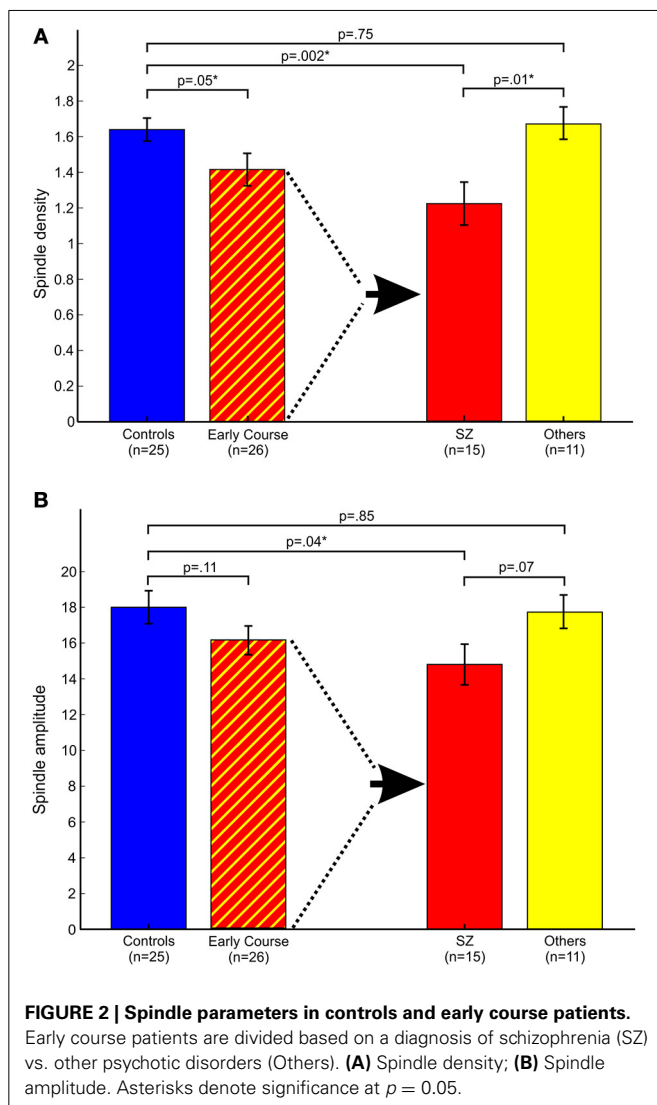 A
p=.75
p=.002*
p=.05*
p=.01*
2
1.8
1.6
1.4
1.2
1
0.8
0.6
0.4
0.2
0
Spindle density
Controls
(n=25)
Early Course
(n=26)
SZ
(n=15)
Others
(n=11)
B
p=.85
p=.04*
p=.11
p=.07
20
18
16
14
12
10
8
6
4
2
0
Spindle amplitude
Controls
(n=25)
Early Course
(n=26)
SZ
(n=15)
Others
(n=11)
FIGURE 2 | Spindle parameters in controls and early course patients.
Early course patients are divided based on a diagnosis of schizophrenia (SZ)
vs. other psychotic disorders (Others). (A) Spindle density; (B) Spindle
amplitude. Asterisks denote significance at p = 0.05.